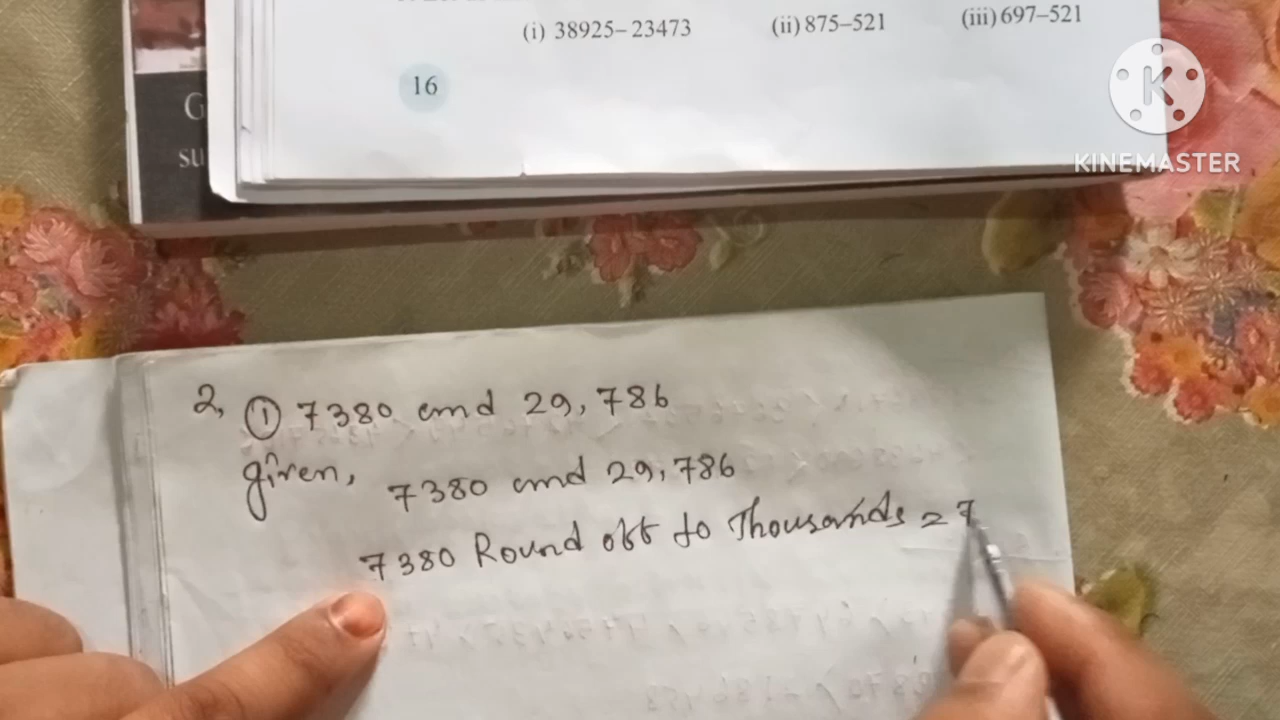 (i) 38925–23473 (ii) 875–521 (iii) 697–521
16
G
su
KINEMASTER
2, ① 7380 and 29,786
given, 7380 and 29,786
7380 Round off to Thousands = 7